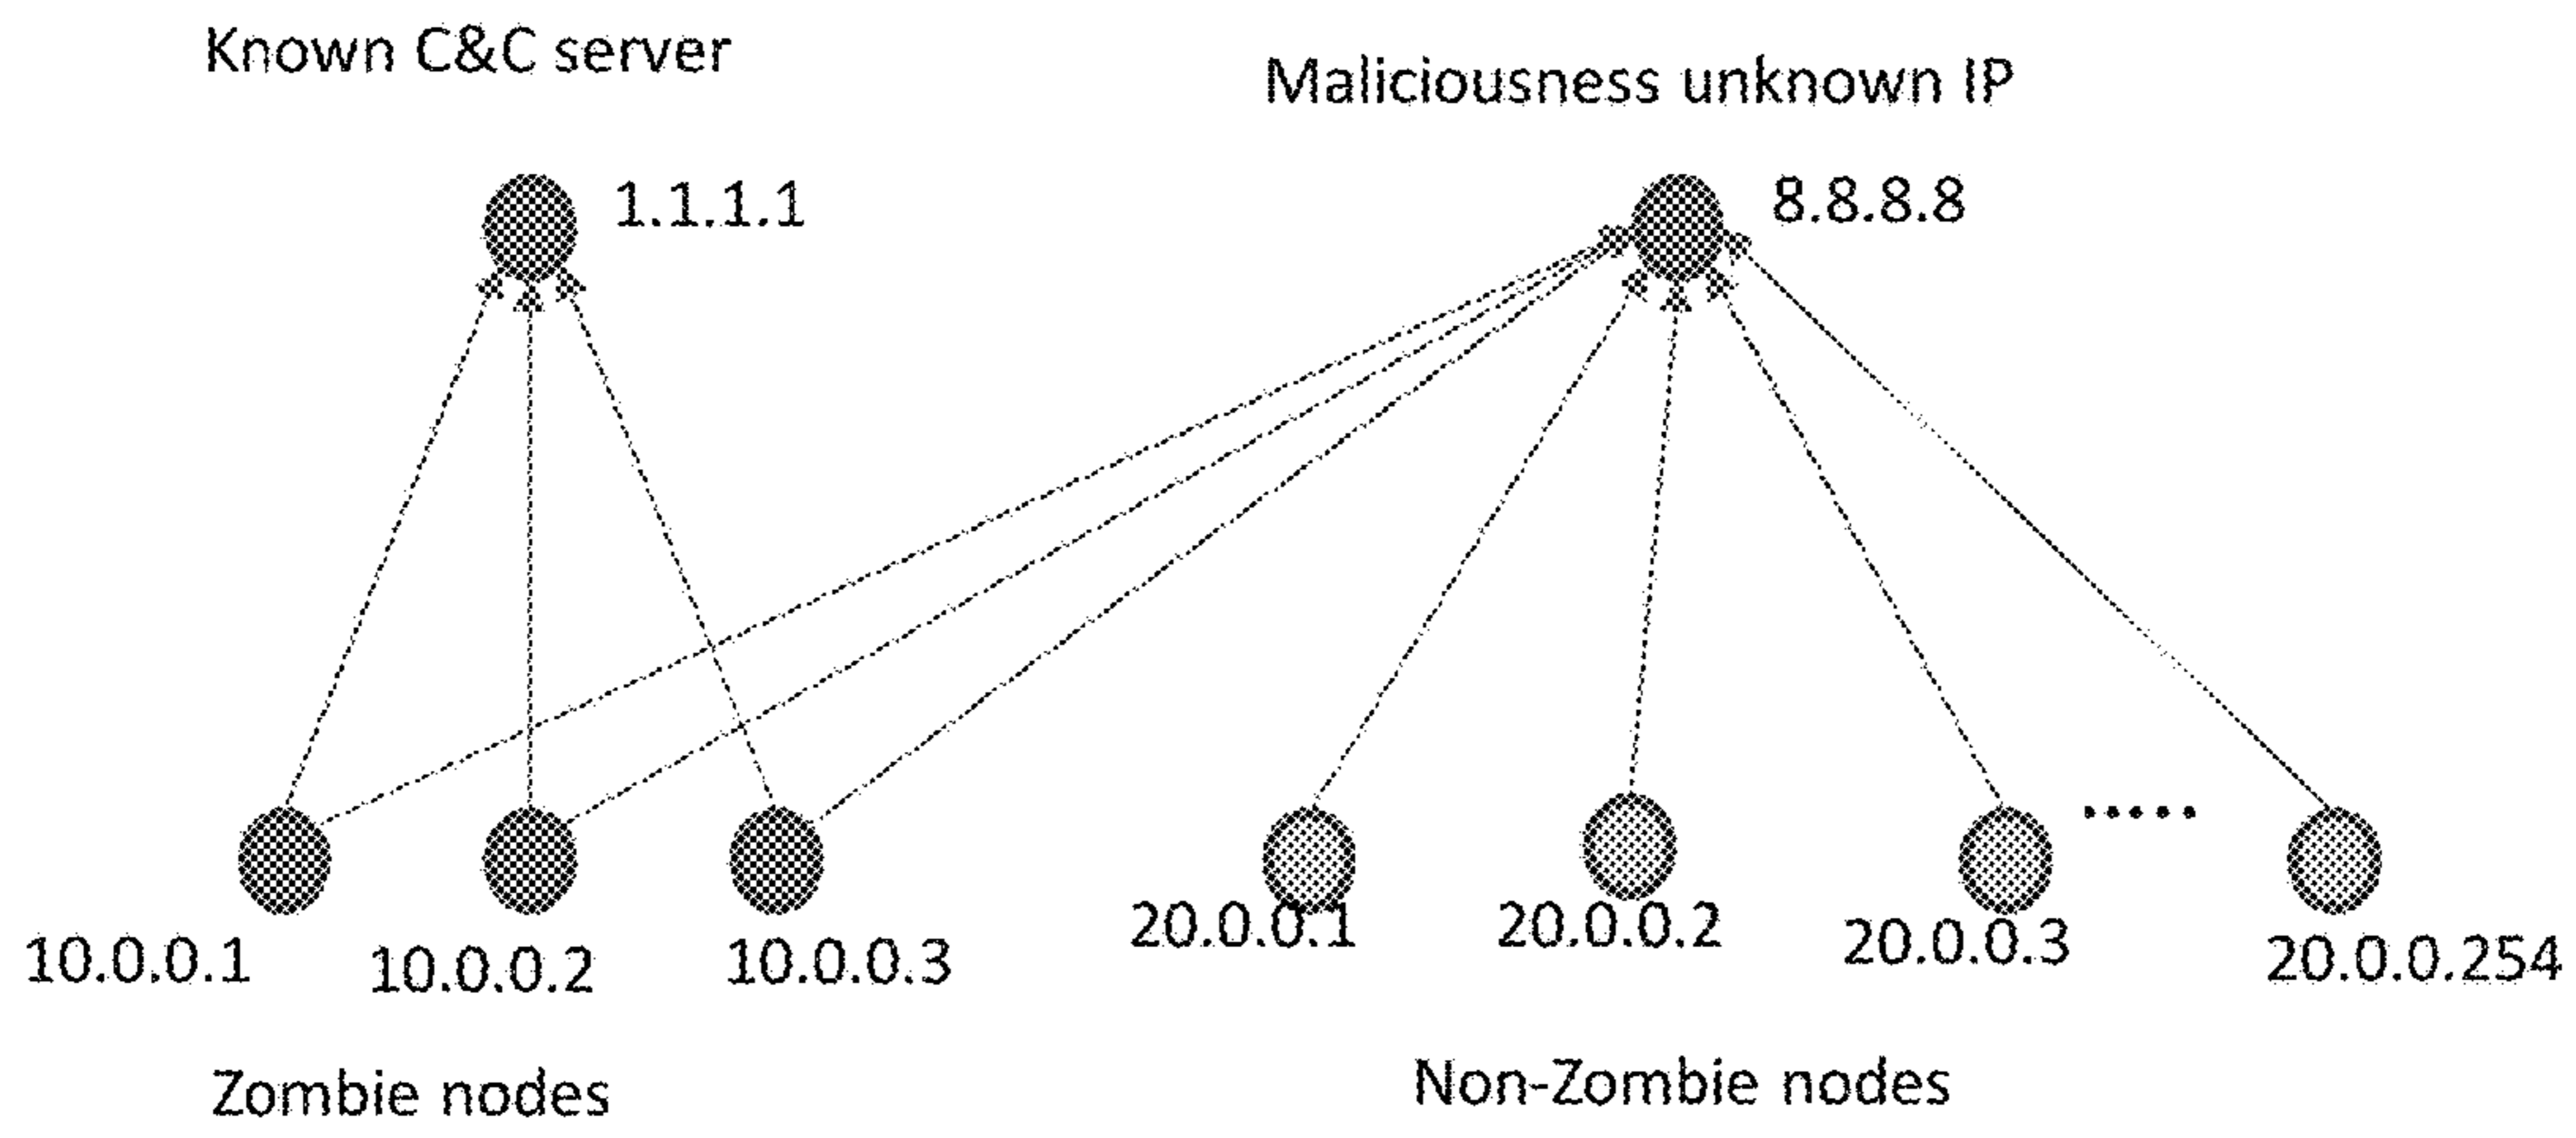 Known C&C server
Maliciousness unknown IP
1.1.1.1
8.8.8.8
10.0.0.1
10.0.0.2
10.0.0.3
20.0.0.1
20.0.0.2
20.0.0.3
.....
20.0.0.254
Zombie nodes
Non-Zombie nodes